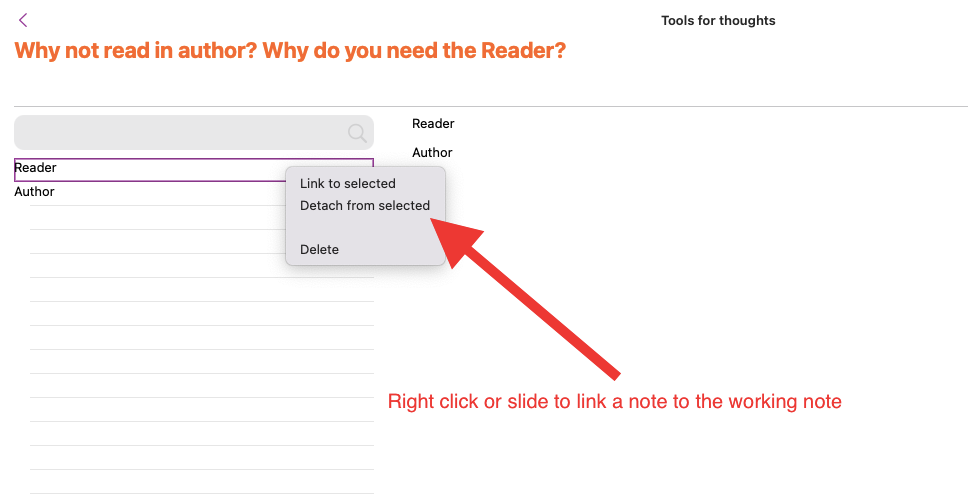 Tools for thoughts
Why not read in author? Why do you need the Reader?
Reader
Author
Reader
Author
Link to selected
Detach from selected
Delete
Right click or slide to link a note to the working note